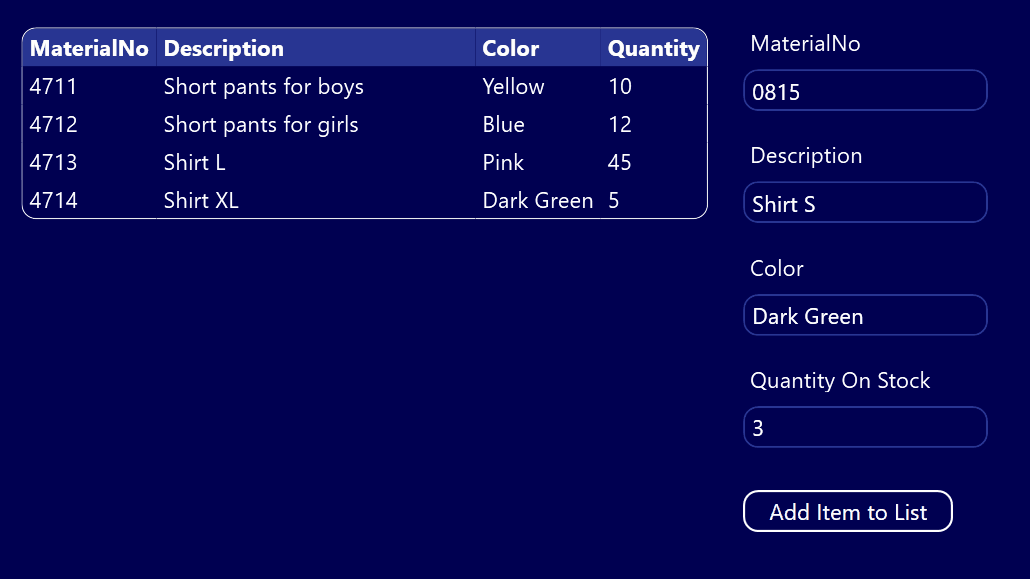 MaterialNo Description Color Quantity
4711 Short pants for boys Yellow 10
4712 Short pants for girls Blue 12
4713 Shirt L Pink 45
4714 Shirt XL Dark Green 5
MaterialNo
0815
Description
Shirt S
Color
Dark Green
Quantity On Stock
3
Add Item to List